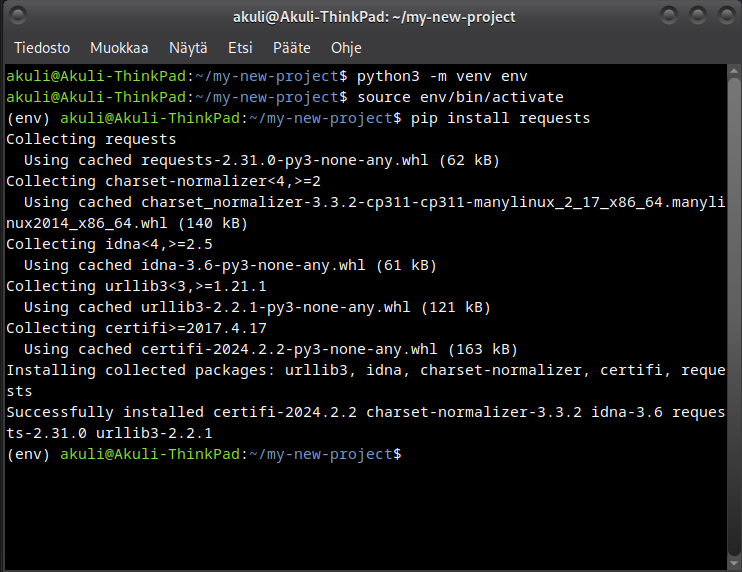 akuli@Akuli-ThinkPad: ~/my-new-project
Tiedosto Muokkaa Näytä Etsi Pääte Ohje
akuli@Akuli-ThinkPad:~/my-new-project$ python3 -m venv env
akuli@Akuli-ThinkPad:~/my-new-project$ source env/bin/activate
(env) akuli@Akuli-ThinkPad:~/my-new-project$ pip install requests
Collecting requests
  Using cached requests-2.31.0-py3-none-any.whl (62 kB)
Collecting charset-normalizer<4,>=2
  Using cached charset_normalizer-3.3.2-cp311-cp311-manylinux_2_17_x86_64.manyli
nux2014_x86_64.whl (140 kB)
Collecting idna<4,>=2.5
  Using cached idna-3.6-py3-none-any.whl (61 kB)
Collecting urllib3<3,>=1.21.1
  Using cached urllib3-2.2.1-py3-none-any.whl (121 kB)
Collecting certifi>=2017.4.17
  Using cached certifi-2024.2.2-py3-none-any.whl (163 kB)
Installing collected packages: urllib3, idna, charset-normalizer, certifi, reque
sts
Successfully installed certifi-2024.2.2 charset-normalizer-3.3.2 idna-3.6 reques
ts-2.31.0 urllib3-2.2.1
(env) akuli@Akuli-ThinkPad:~/my-new-project$